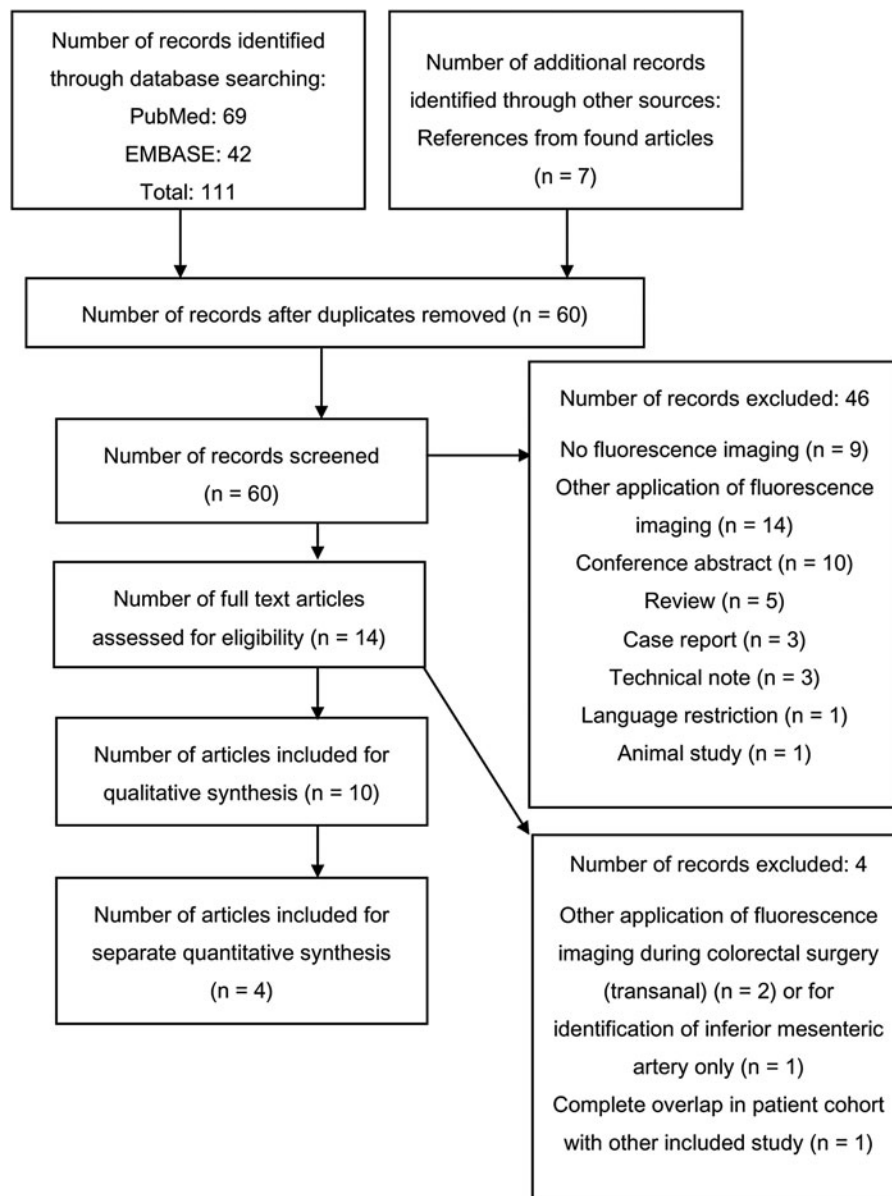 Number of records identified
through database searching:
PubMed: 69
EMBASE: 42
Total: 111
Number of additional records
identified through other sources:
References from found articles
(n = 7)
Number of records after duplicates removed (n = 60)
Number of records screened
(n = 60)
Number of records excluded: 46
No fluorescence imaging (n = 9)
Other application of fluorescence
imaging (n = 14)
Conference abstract (n = 10)
Review (n = 5)
Case report (n = 3)
Technical note (n = 3)
Language restriction (n = 1)
Animal study (n = 1)
Number of full text articles
assessed for eligibility (n = 14)
Number of records excluded: 4
Other application of fluorescence
imaging during colorectal surgery
(transanal) (n = 2) or for
identification of inferior mesenteric
artery only (n = 1)
Complete overlap in patient cohort
with other included study (n = 1)
Number of articles included for
qualitative synthesis (n = 10)
Number of articles included for
separate quantitative synthesis
(n = 4)